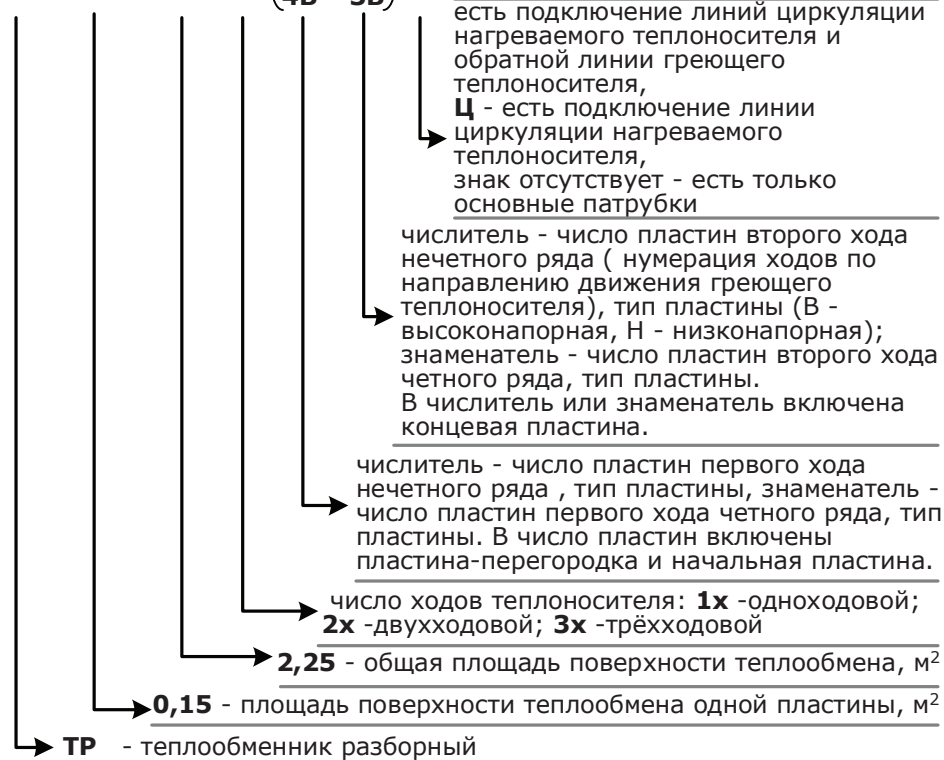 (4В 3В)
есть подключение линий циркуляции
нагреваемого теплоносителя и
обратной линии греющего
теплоносителя,
Ц - есть подключение линии
циркуляции нагреваемого
теплоносителя,
знак отсутствует - есть только
основные патрубки
числитель - число пластин второго хода
нечетного ряда ( нумерация ходов по
направлению движения греющего
теплоносителя), тип пластины (В -
высоконапорная, Н - низконапорная);
знаменатель - число пластин второго хода
четного ряда, тип пластины.
В числитель или знаменатель включена
концевая пластина.
числитель - число пластин первого хода
нечетного ряда , тип пластины, знаменатель -
число пластин первого хода четного ряда, тип
пластины. В число пластин включены
пластина-перегородка и начальная пластина.
число ходов теплоносителя: 1х -одноходовой;
2х -двухходовой; 3х -трёхходовой
2,25 - общая площадь поверхности теплообмена, м²
0,15 - площадь поверхности теплообмена одной пластины, м²
ТР - теплообменник разборный